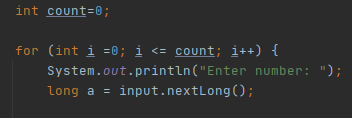 int count=0;
for (int i =0; i <= count; i++) {
System.out.println("Enter number: ");
long a = input.nextLong();